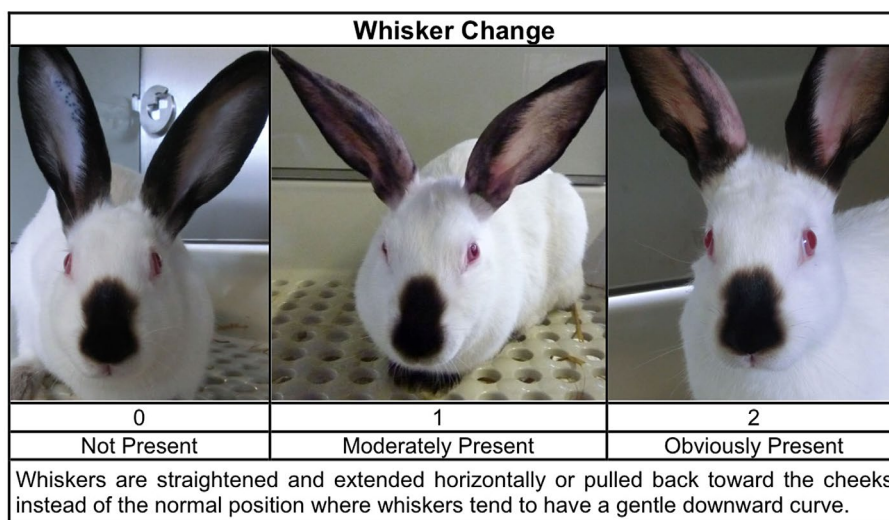 Whisker Change
0
1
2
Not Present
Moderately Present
Obviously Present
Whiskers are straightened and extended horizontally or pulled back toward the cheeks
instead of the normal position where whiskers tend to have a gentle downward curve.